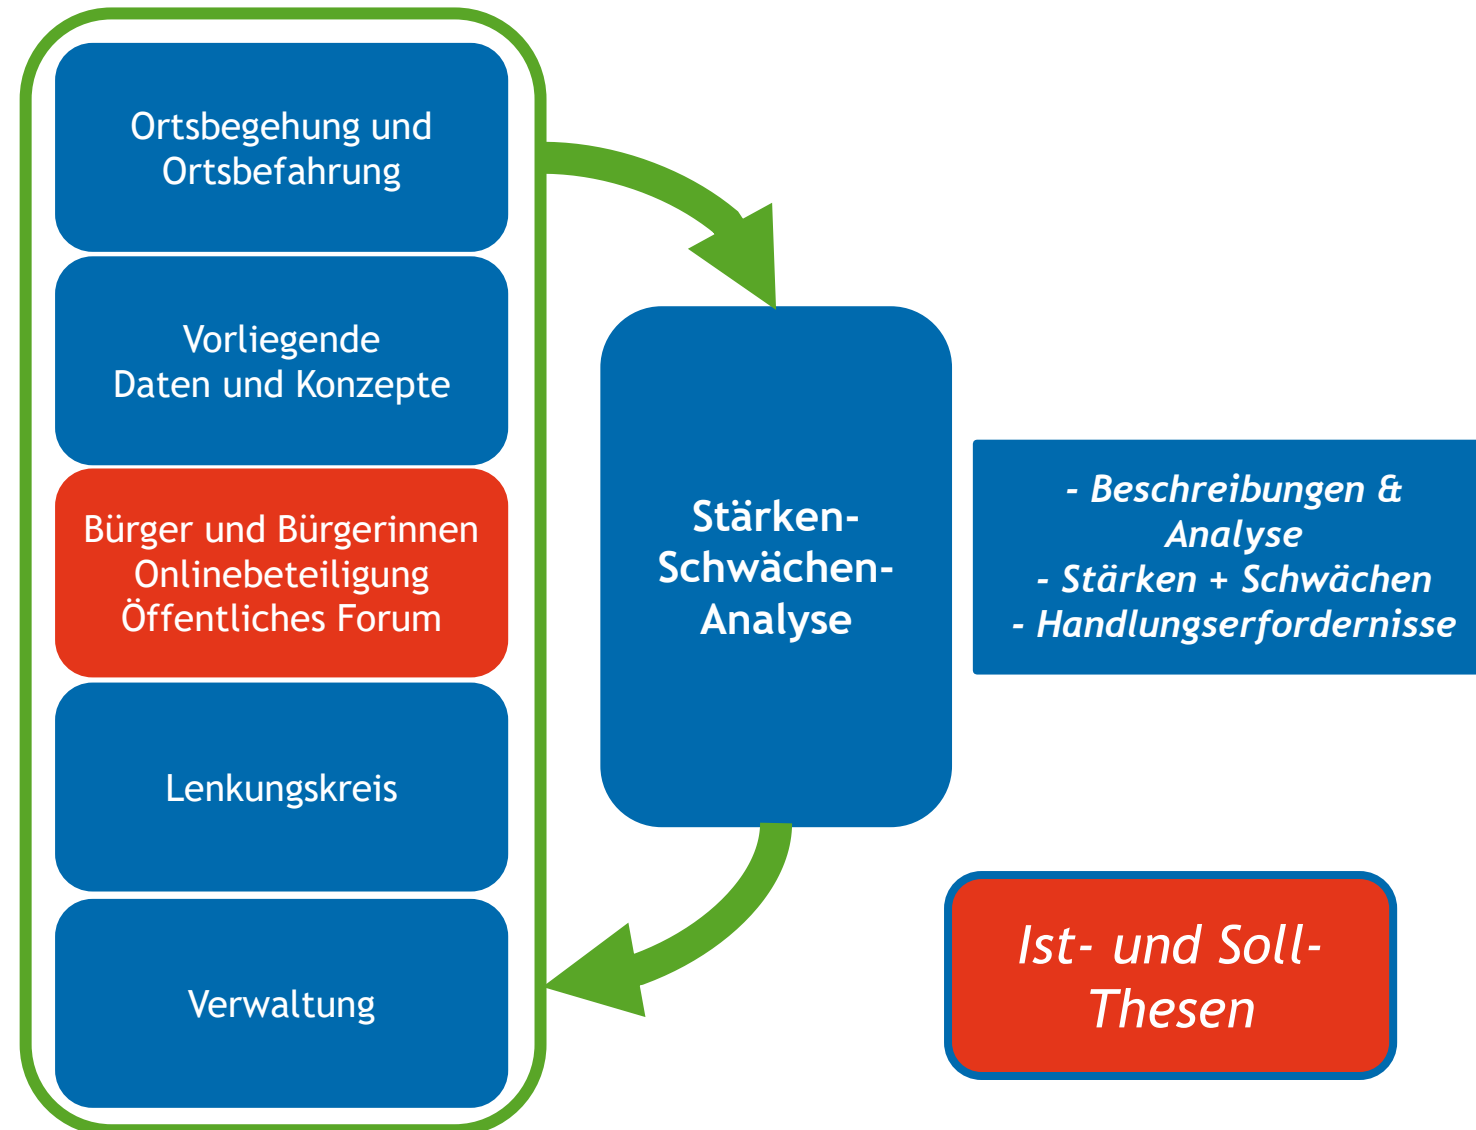 Ortsbegehung und
Ortsbefahrung
Vorliegende
Daten und Konzepte
Bürger und Bürgerinnen
Onlinebeteiligung
Öffentliches Forum
Lenkungskreis
Verwaltung
Stärken-
Schwächen-
Analyse
- Beschreibungen &
Analyse
- Stärken + Schwächen
- Handlungserfordernisse
Ist- und Soll-
Thesen